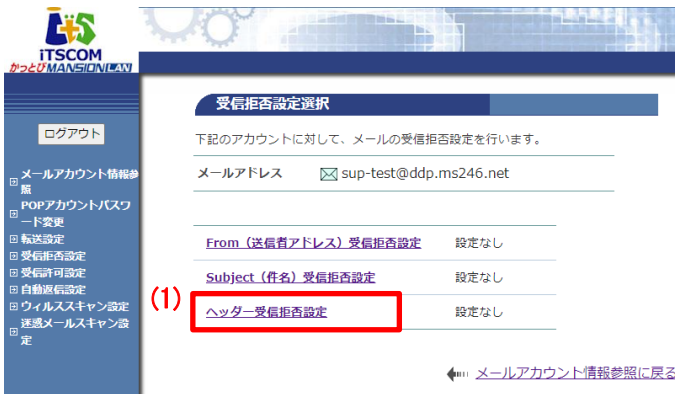 iTSCOM
かっとびMANSIONLAN
受信拒否設定選択
ログアウト
下記のアカウントに対して、メールの受信拒否設定を行います。
メールアドレス sup-test@ddp.ms246.net
メールアカウント情報参
照
POPアカウントパスワ
ード変更
転送設定
受信拒否設定
受信許可設定
自動返信設定
ウィルススキャン設定
迷惑メールスキャン設
定
From（送信者アドレス）受信拒否設定 設定なし
Subject（件名）受信拒否設定 設定なし
(1)
ヘッダー受信拒否設定 設定なし
メールアカウント情報参照に戻る